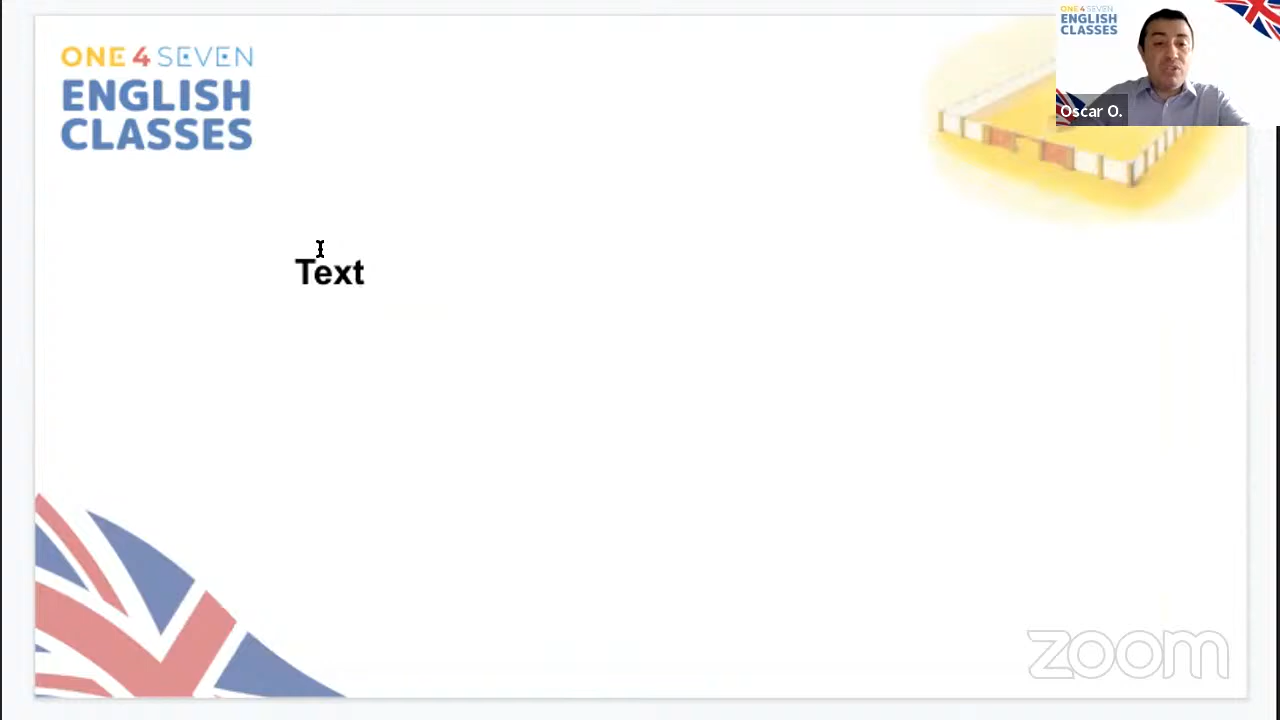 ONE 4 SEVEN
ENGLISH
CLASSES
Text
ONE 4 SEVEN
ENGLISH
CLASSES
Oscar O.
zoom